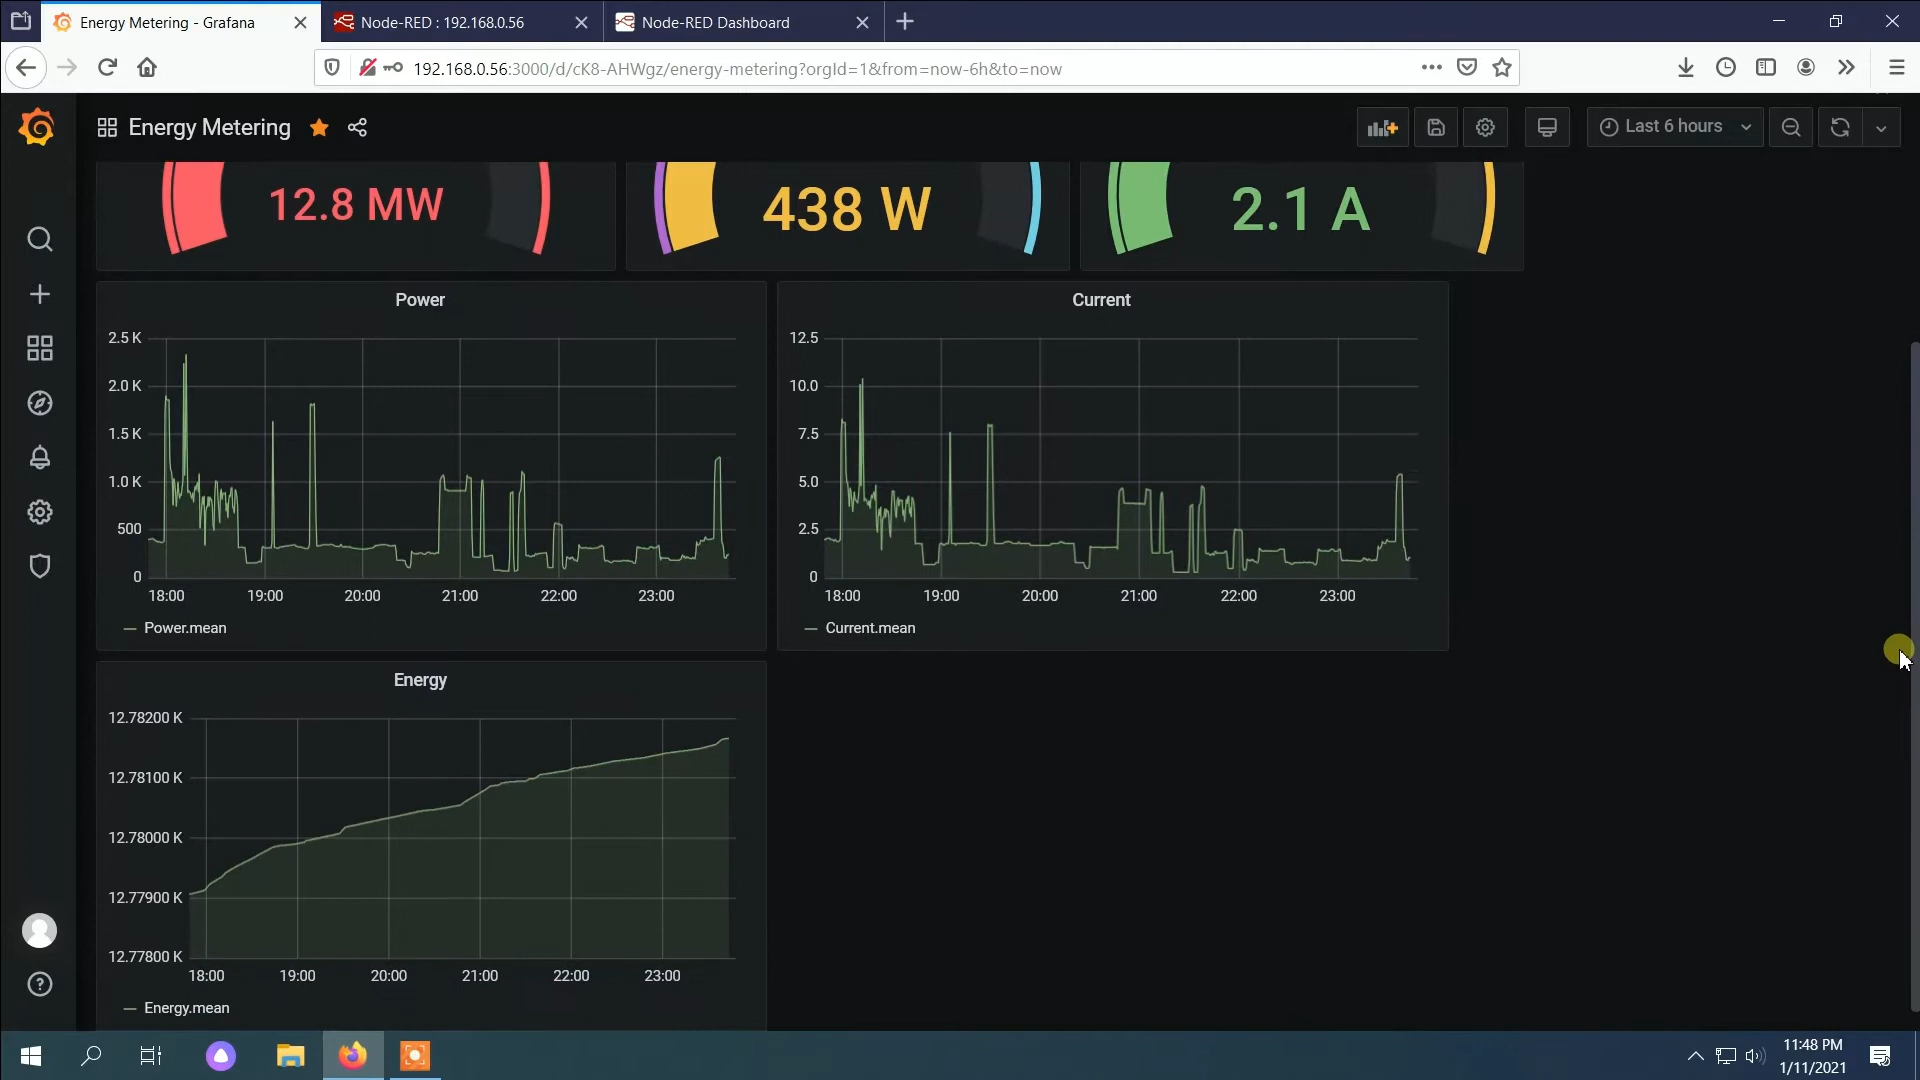 Energy Metering - Grafana
Node-RED : 192.168.0.56
Node-RED Dashboard
192.168.0.56:3000/d/cK8-AHWgz/energy-metering?orgId=1&from=now-6h&to=now
Energy Metering
Last 6 hours
12.8 MW
438 W
2.1 A
Power
2.5 K
2.0 K
1.5 K
1.0 K
500
0
18:00 19:00 20:00 21:00 22:00 23:00
Power.mean
Current
12.5
10.0
7.5
5.0
2.5
0
18:00 19:00 20:00 21:00 22:00 23:00
Current.mean
Energy
12.78200 K
12.78100 K
12.78000 K
12.77900 K
12.77800 K
18:00 19:00 20:00 21:00 22:00 23:00
Energy.mean
11:48 PM
1/11/2021